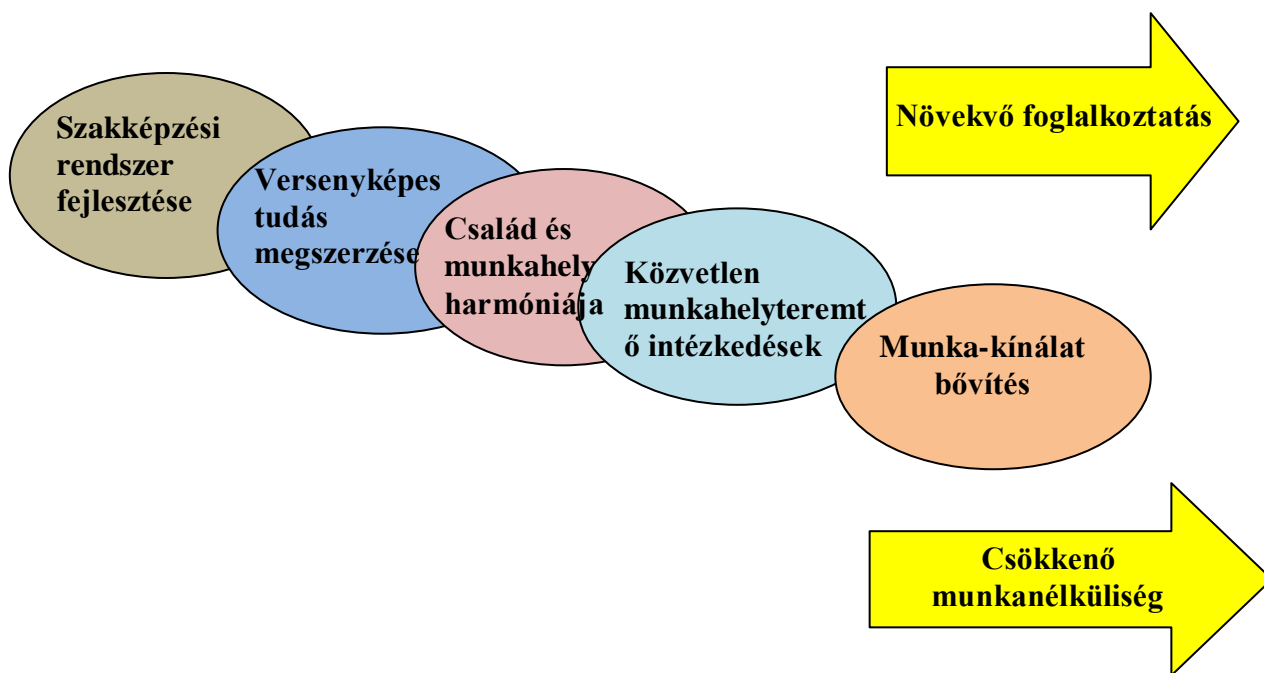 Szakképzési
rendszer
fejlesztése
Versenyképes
tudás
megszerzése
Család és
munkahely
harmóniája
Közvetlen
munkahelyteremt
ő intézkedések
Munka-kínálat
bővítés
Növekvő foglalkoztatás
Csökkenő
munkanélküliség